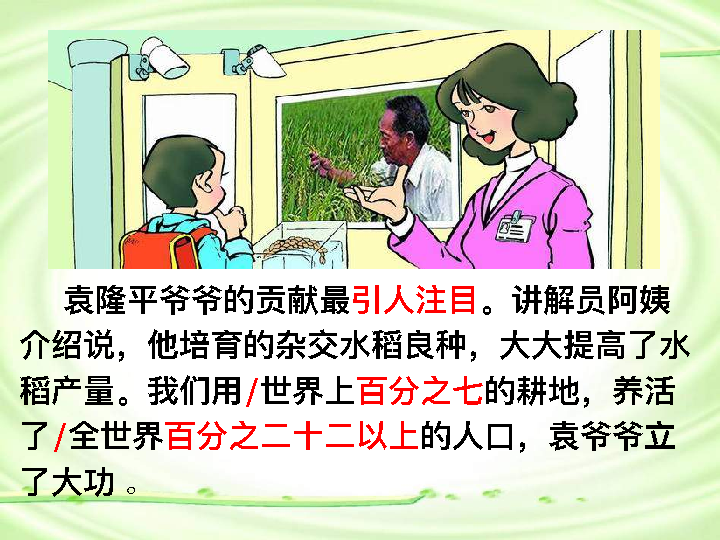 袁隆平爷爷的贡献最引人注目。讲解员阿姨
介绍说，他培育的杂交水稻良种，大大提高了水
稻产量。我们用/世界上百分之七的耕地，养活
了/全世界百分之二十二以上的人口，袁爷爷立
了大功。